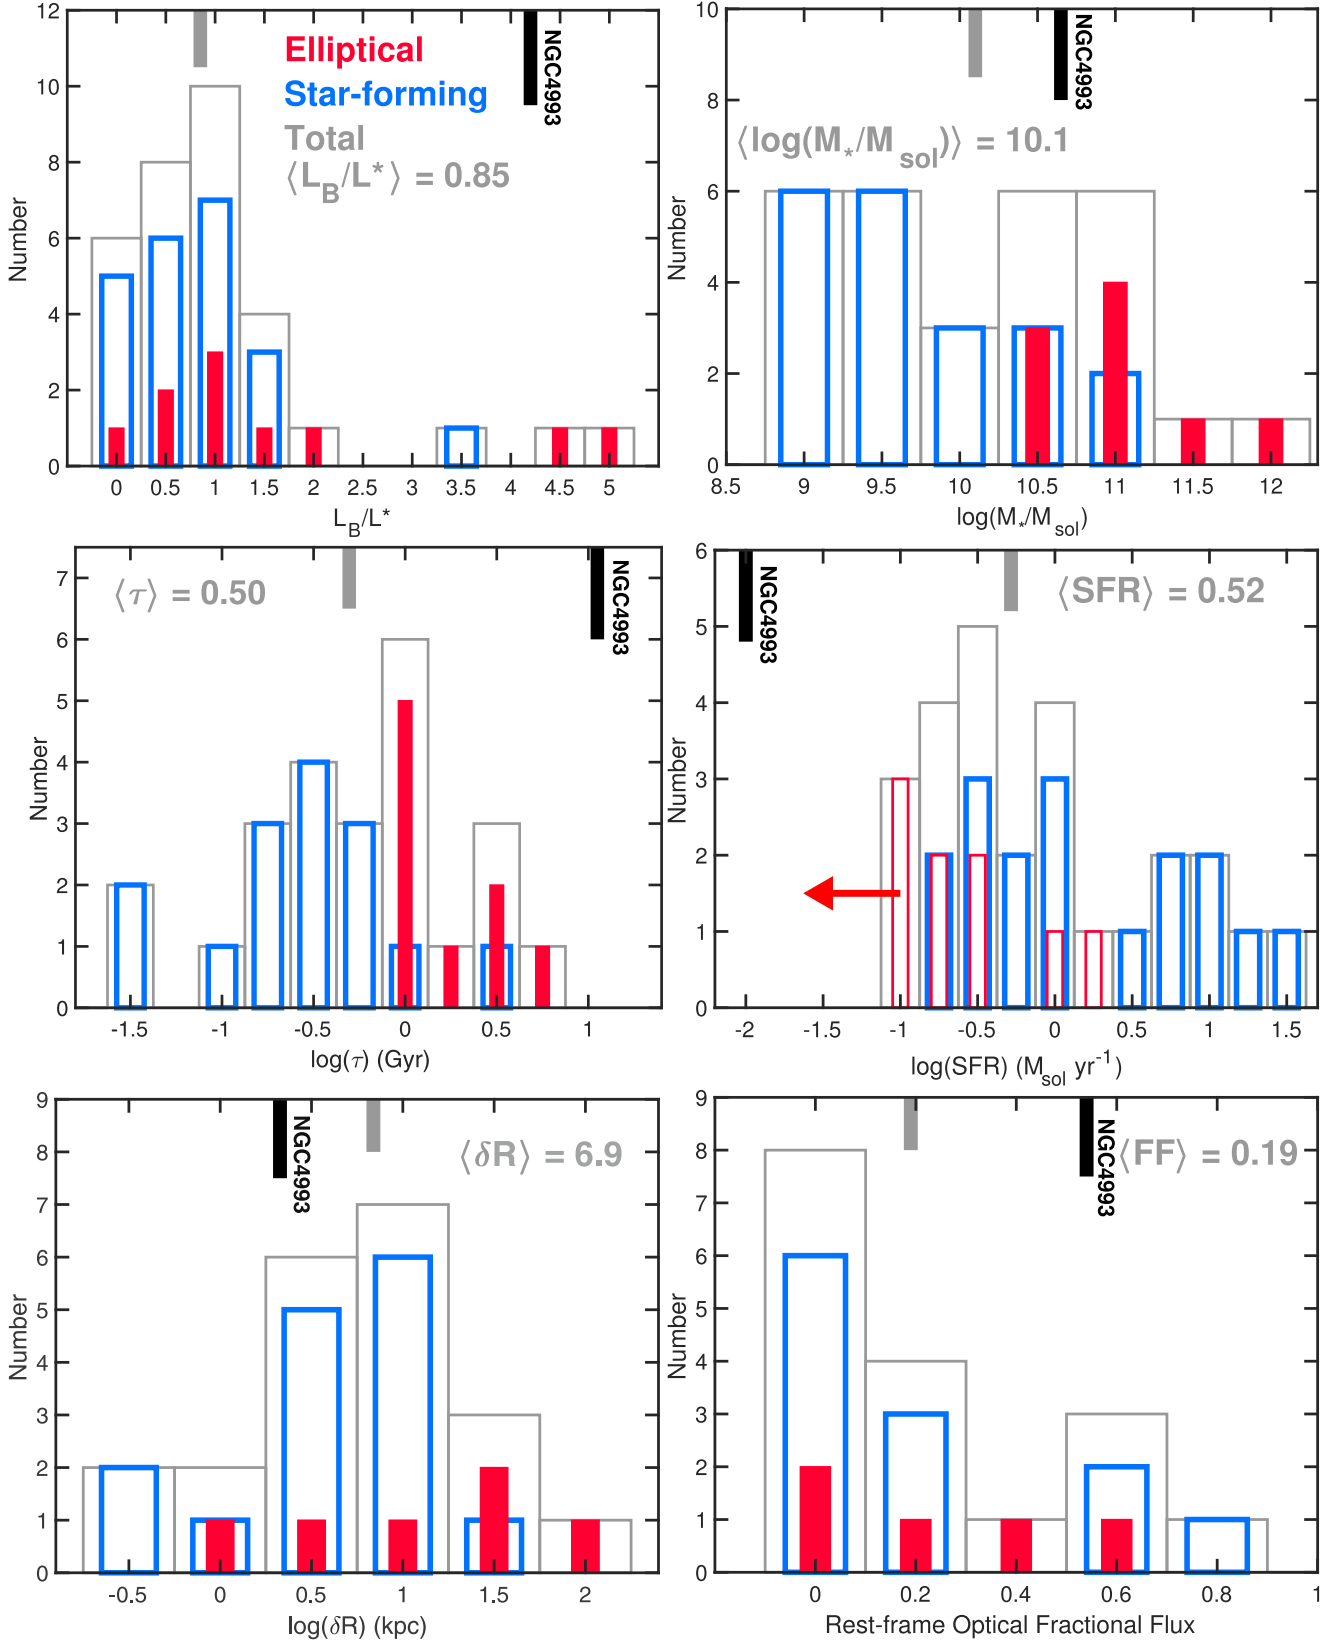 12
10
8
6
4
2
0
Number
0 0.5 1 1.5 2 2.5 3 3.5 4 4.5 5
L_B/L*
Elliptical
Star-forming
Total
⟨L_B/L*⟩ = 0.85
NGC4993
10
8
6
4
2
0
Number
8.5 9 9.5 10 10.5 11 11.5 12
log(M_*/M_sol)
⟨log(M_*/M_sol)⟩ = 10.1
NGC4993
7
6
5
4
3
2
1
0
Number
-1.5 -1 -0.5 0 0.5 1
log(τ) (Gyr)
⟨τ⟩ = 0.50
NGC4993
6
5
4
3
2
1
0
Number
-2 -1.5 -1 -0.5 0 0.5 1 1.5
log(SFR) (M_sol yr^-1)
⟨SFR⟩ = 0.52
NGC4993
9
8
7
6
5
4
3
2
1
0
Number
-0.5 0 0.5 1 1.5 2
log(δR) (kpc)
⟨δR⟩ = 6.9
NGC4993
9
8
7
6
5
4
3
2
1
0
Number
0 0.2 0.4 0.6 0.8 1
Rest-frame Optical Fractional Flux
⟨FF⟩ = 0.19
NGC4993